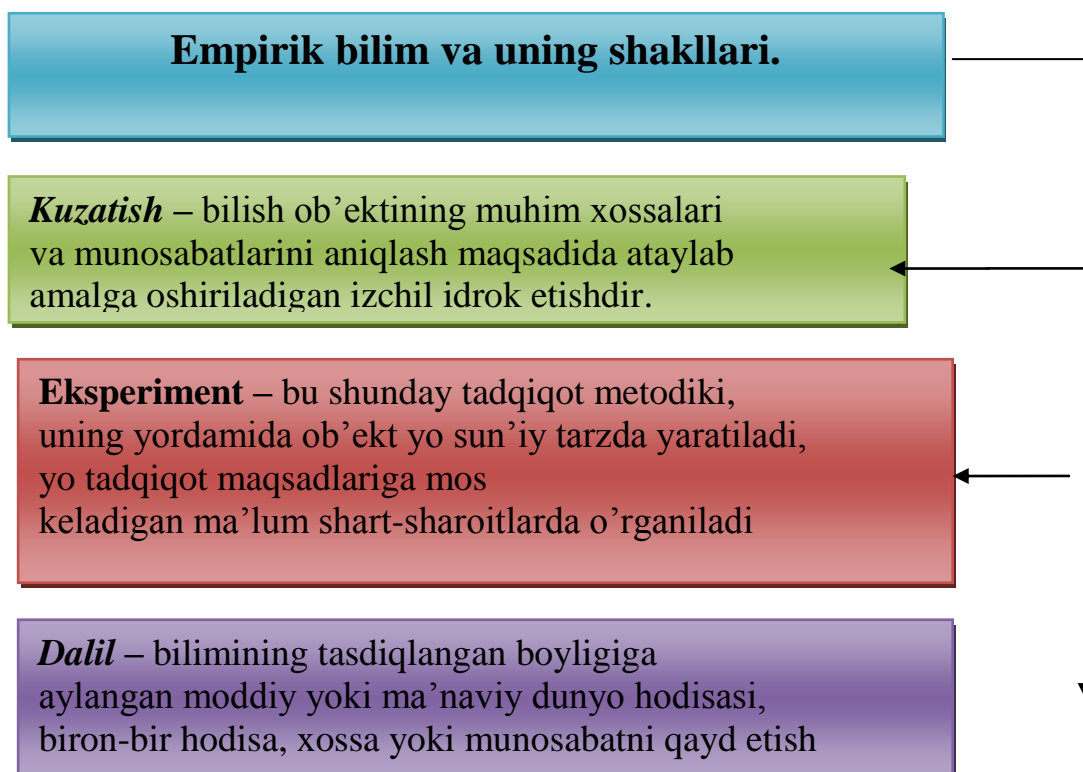 Empirik bilim va uning shakllari.
Kuzatish – bilish ob’ektining muhim xossalari
va munosabatlarini aniqlash maqsadida ataylab
amalga oshiriladigan izchil idrok etishdir.
Eksperiment – bu shunday tadqiqot metodiki,
uning yordamida ob’ekt yo sun’iy tarzda yaratiladi,
yo tadqiqot maqsadlariga mos
keladigan ma’lum shart-sharoitlarda o’rganiladi
Dalil – bilimining tasdiqlangan boyligiga
aylangan moddiy yoki ma’naviy dunyo hodisasi,
biron-bir hodisa, xossa yoki munosabatni qayd etish